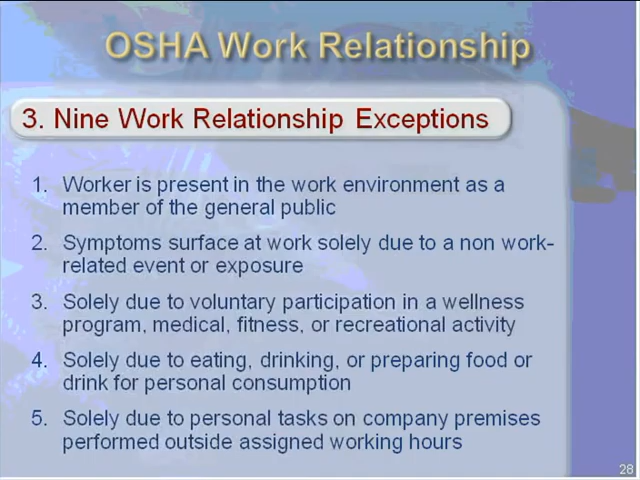 OSHA Work Relationship
3. Nine Work Relationship Exceptions
1. Worker is present in the work environment as a
member of the general public
2. Symptoms surface at work solely due to a non work-
related event or exposure
3. Solely due to voluntary participation in a wellness
program, medical, fitness, or recreational activity
4. Solely due to eating, drinking, or preparing food or
drink for personal consumption
5. Solely due to personal tasks on company premises
performed outside assigned working hours
28